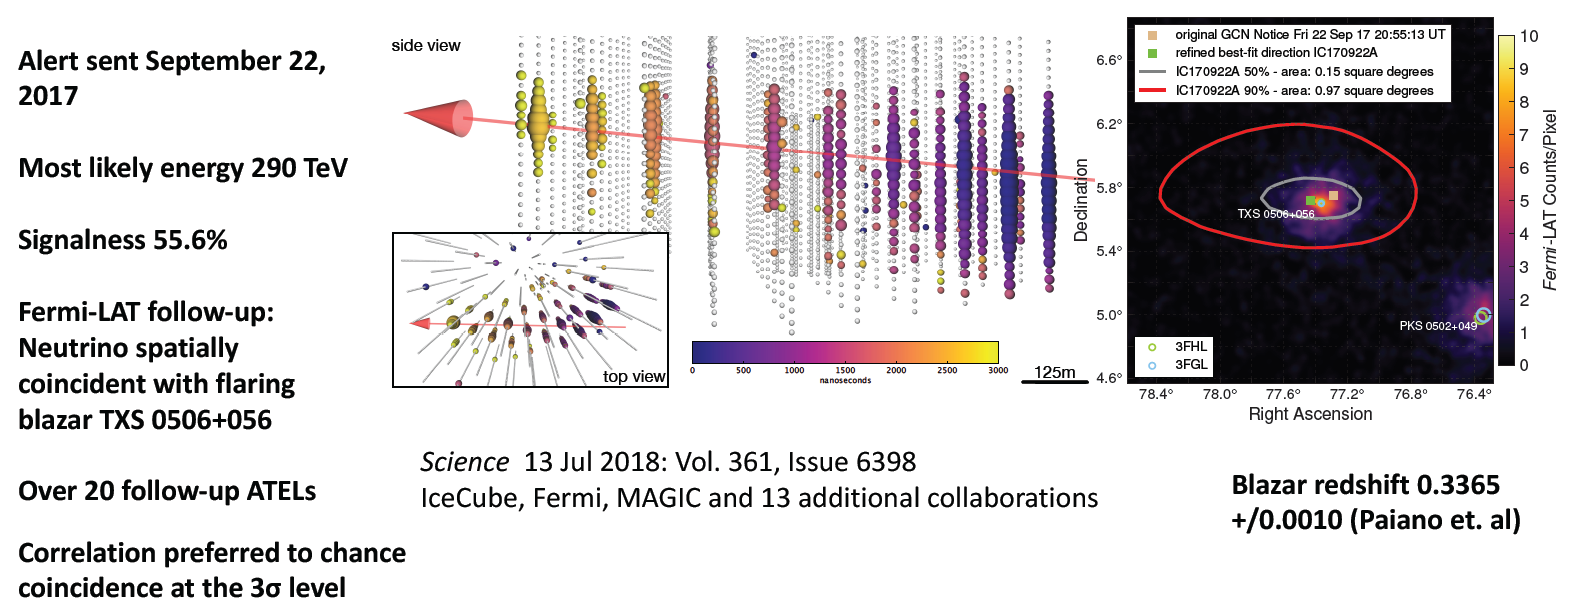 Alert sent September 22,
2017
Most likely energy 290 TeV
Signalness 55.6%
Fermi-LAT follow-up:
Neutrino spatially
coincident with flaring
blazar TXS 0506+056
Over 20 follow-up ATELs
Correlation preferred to chance
coincidence at the 3σ level
side view
top view
0 500 1000 1500 2000 2500 3000
nanoseconds
125m
Science 13 Jul 2018: Vol. 361, Issue 6398
IceCube, Fermi, MAGIC and 13 additional collaborations
original GCN Notice Fri 22 Sep 17 20:55:13 UT
refined best-fit direction IC170922A
IC170922A 50% - area: 0.15 square degrees
IC170922A 90% - area: 0.97 square degrees
6.6°
6.2°
5.8°
5.4°
5.0°
4.6°
Declination
TXS 0506+056
PKS 0502+049
3FHL
3FGL
78.4° 78.0° 77.6° 77.2° 76.8° 76.4°
Right Ascension
10
9
8
7
6
5
4
3
2
1
0
Fermi-LAT Counts/Pixel
Blazar redshift 0.3365
+/0.0010 (Paiano et. al)